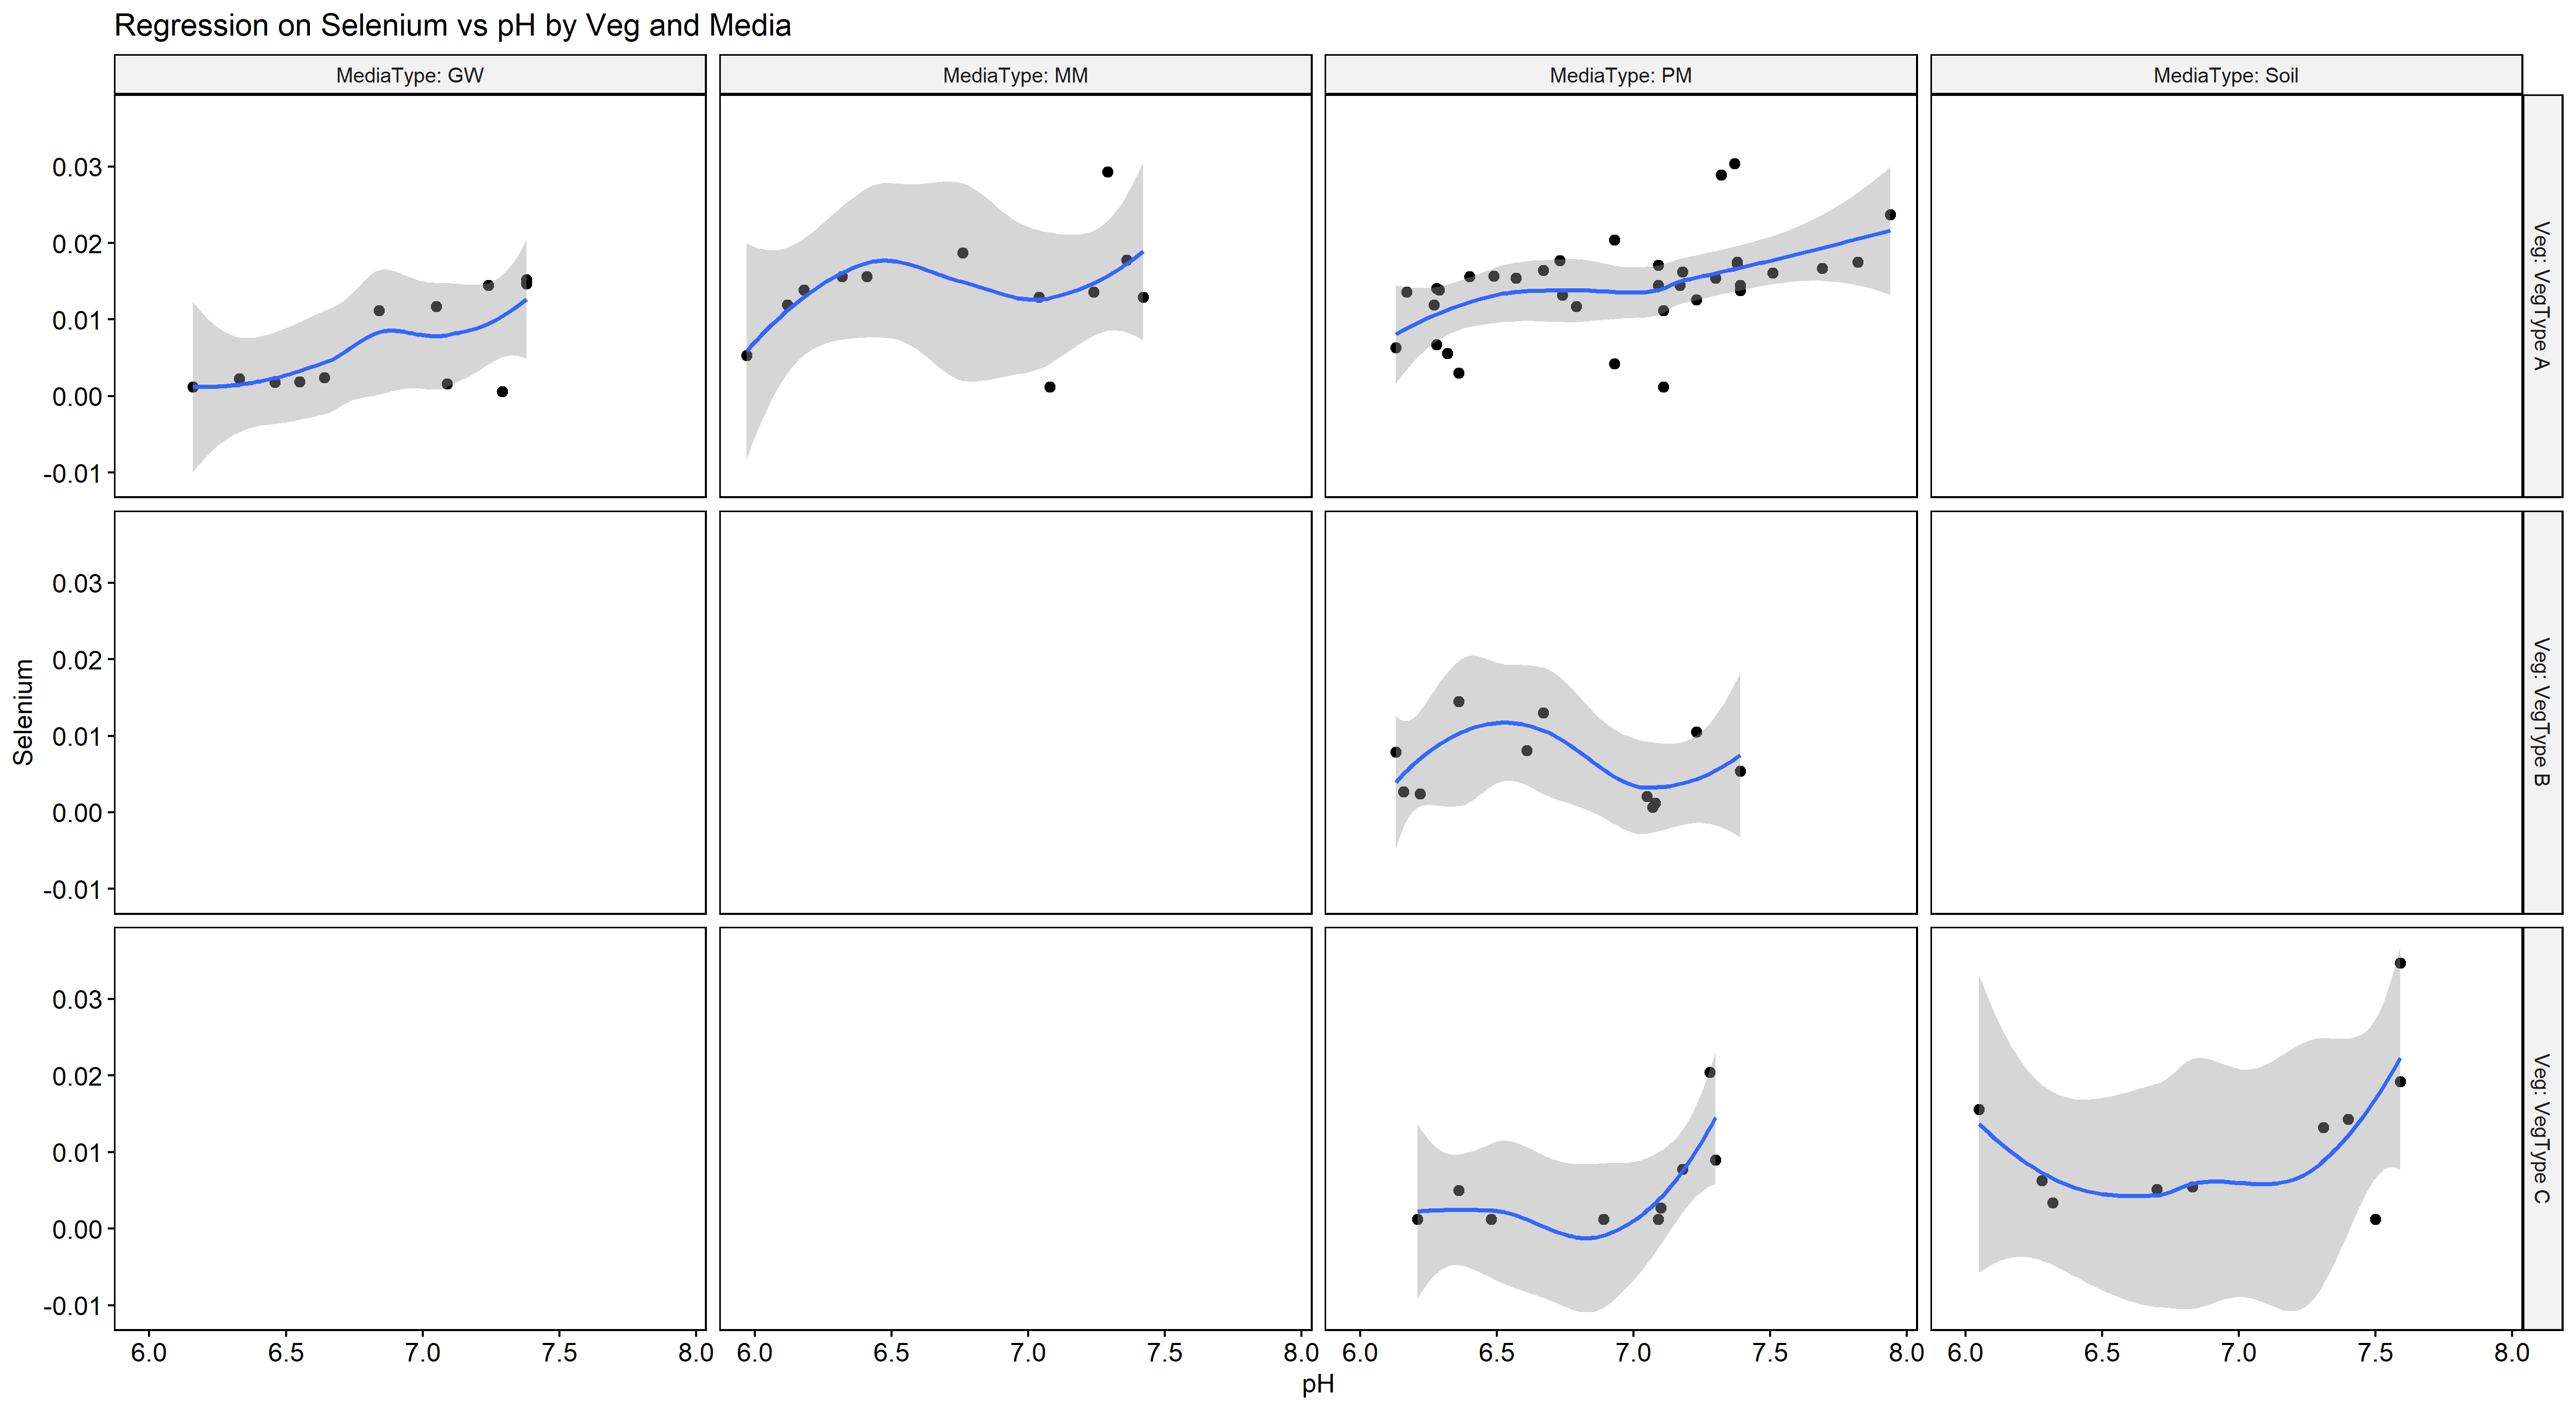 Regression on Selenium vs pH by Veg and Media
MediaType: GW
MediaType: MM
MediaType: PM
MediaType: Soil
0.03
0.02
0.01
0.00
-0.01
Veg: VegType A
Selenium
0.03
0.02
0.01
0.00
-0.01
Veg: VegType B
0.03
0.02
0.01
0.00
-0.01
Veg: VegType C
6.0 6.5 7.0 7.5 8.0 6.0 6.5 7.0 7.5 8.0 6.0 6.5 7.0 7.5 8.0 6.0 6.5 7.0 7.5 8.0
pH